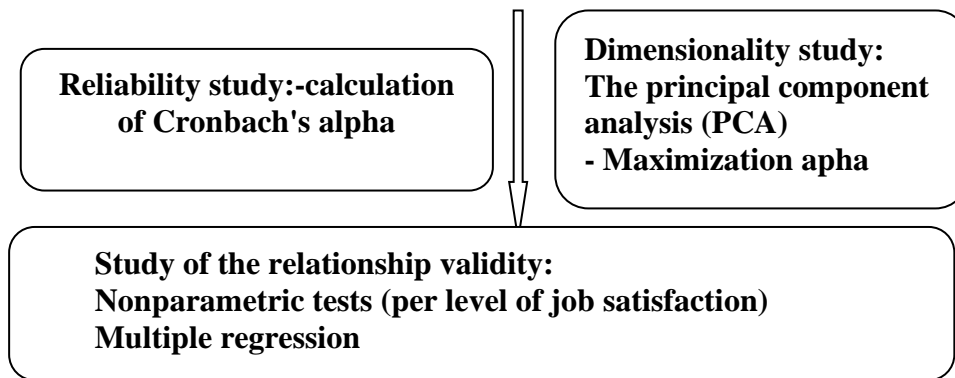 Reliability study:-calculation
of Cronbach's alpha
Dimensionality study:
The principal component
analysis (PCA)
- Maximization apha
Study of the relationship validity:
Nonparametric tests (per level of job satisfaction)
Multiple regression